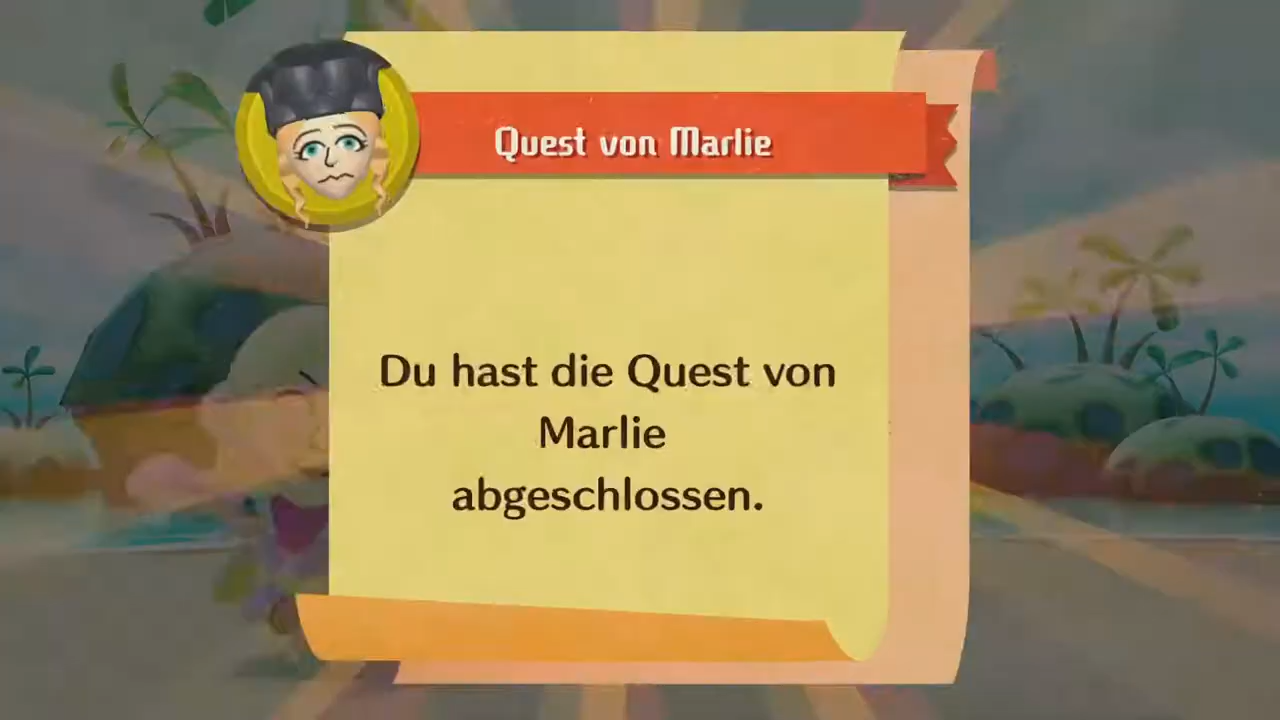 Quest von Marlie
Du hast die Quest von
Marlie
abgeschlossen.